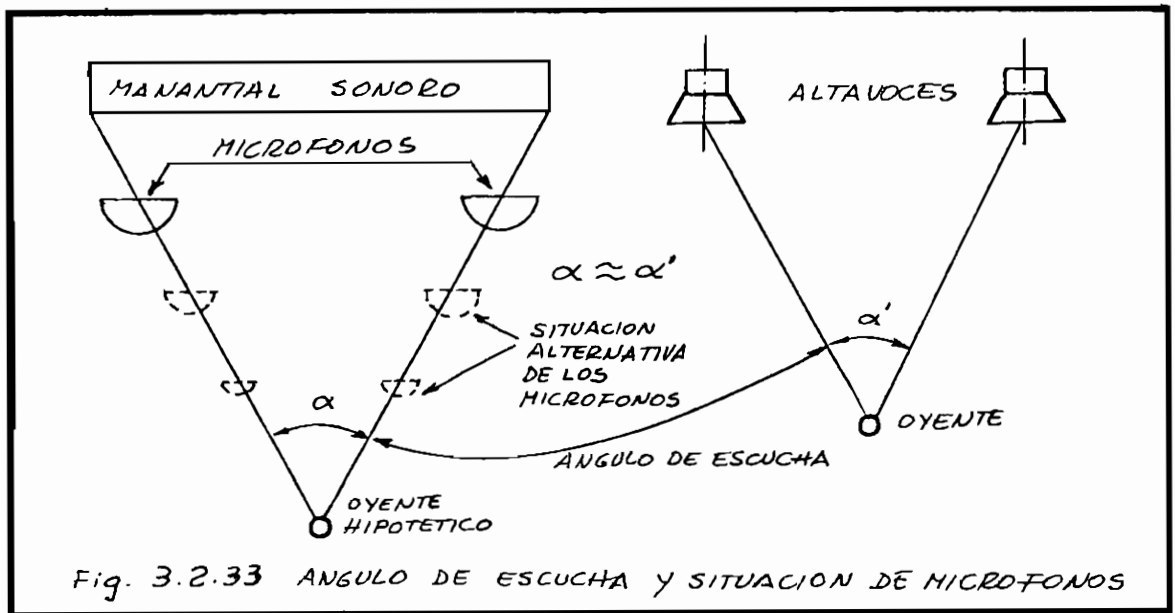 MANANTIAL SONORO
ALTAVOCES
MICROFONOS
α ≈ α'
SITUACION
ALTERNATIVA
DE LOS
MICROFONOS
α
α'
OYENTE
ANGULO DE ESCUCHA
OYENTE
HIPOTETICO
Fig. 3.2.33 ANGULO DE ESCUCHA Y SITUACION DE MICROFONOS